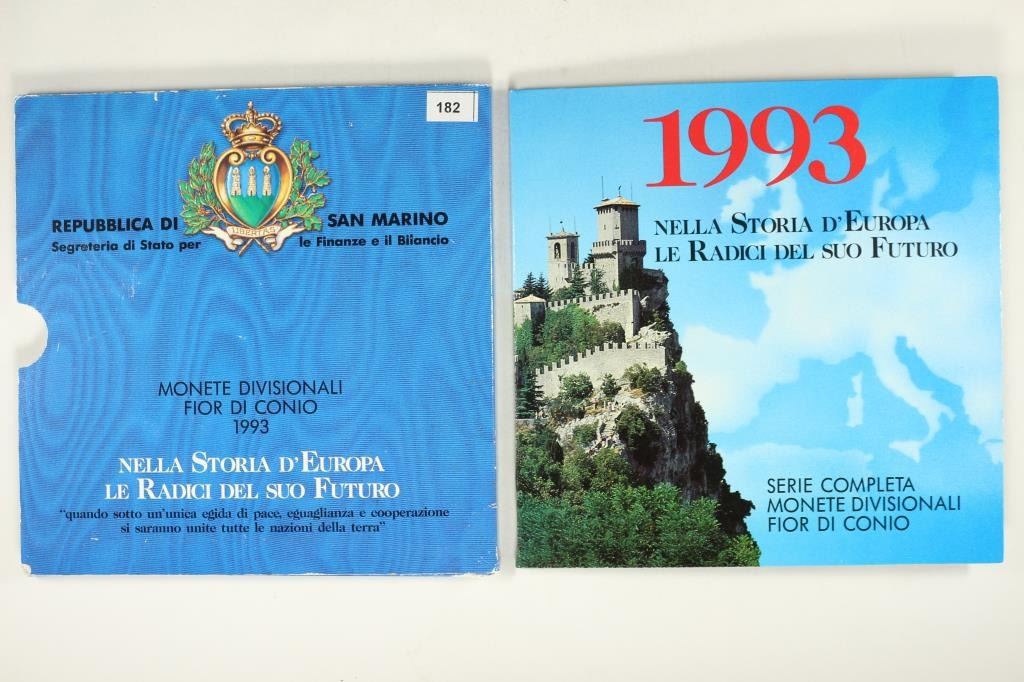 182
REPUBBLICA DI SAN MARINO
LIBERTAS
Segreteria di Stato per le Finanze e il Bliancio
MONETE DIVISIONALI
FIOR DI CONIO
1993
NELLA STORIA D'EUROPA
LE RADICI DEL SUO FUTURO
"quando sotto un'unica egida di pace, eguaglianza e cooperazione
si saranno unite tutte le nazioni della terra"
1993
NELLA STORIA D'EUROPA
LE RADICI DEL SUO FUTURO
SERIE COMPLETA
MONETE DIVISIONALI
FIOR DI CONIO